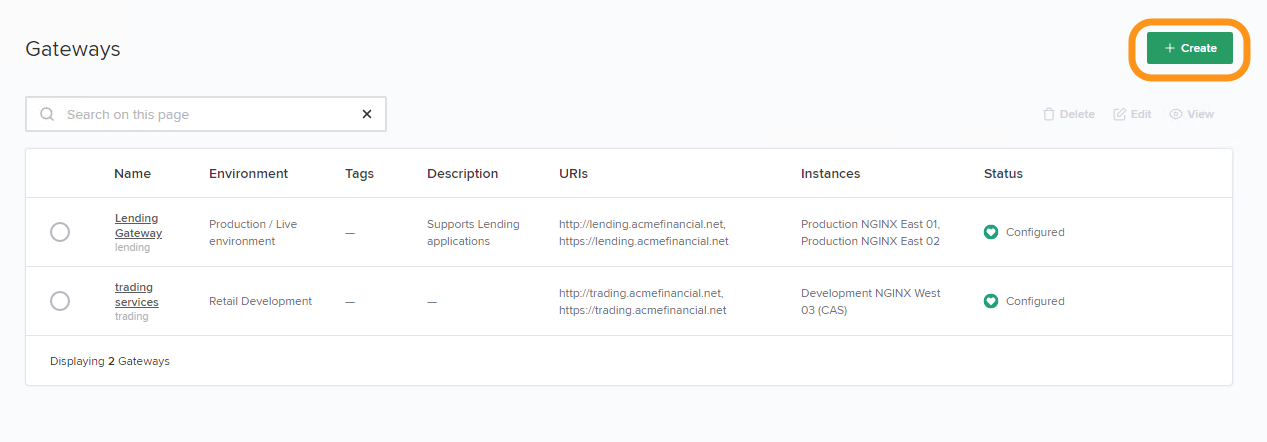 Gateways
+ Create
Search on this page
Delete Edit View
Name Environment Tags Description URIs Instances Status
Lending
Gateway
lending
Production / Live
environment
—
Supports Lending
applications
http://lending.acmefinancial.net,
https://lending.acmefinancial.net
Production NGINX East 01,
Production NGINX East 02
Configured
trading
services
trading
Retail Development
—
—
http://trading.acmefinancial.net,
https://trading.acmefinancial.net
Development NGINX West
03 (CAS)
Configured
Displaying 2 Gateways